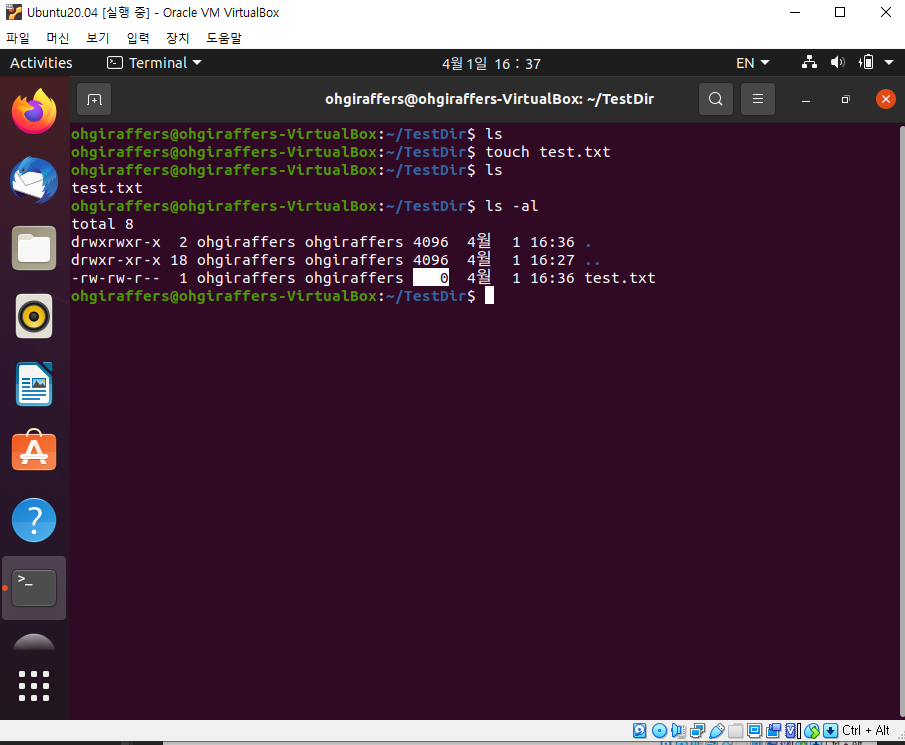 Ubuntu20.04 [실행 중] - Oracle VM VirtualBox
파일 머신 보기 입력 장치 도움말
Activities Terminal 4월 1일 16 : 37 EN
ohgiraffers@ohgiraffers-VirtualBox: ~/TestDir
ohgiraffers@ohgiraffers-VirtualBox:~/TestDir$ ls
ohgiraffers@ohgiraffers-VirtualBox:~/TestDir$ touch test.txt
ohgiraffers@ohgiraffers-VirtualBox:~/TestDir$ ls
test.txt
ohgiraffers@ohgiraffers-VirtualBox:~/TestDir$ ls -al
total 8
drwxrwxr-x  2 ohgiraffers ohgiraffers 4096  4월  1 16:36 .
drwxr-xr-x 18 ohgiraffers ohgiraffers 4096  4월  1 16:27 ..
-rw-rw-r--  1 ohgiraffers ohgiraffers    0  4월  1 16:36 test.txt
ohgiraffers@ohgiraffers-VirtualBox:~/TestDir$
Ctrl + Alt